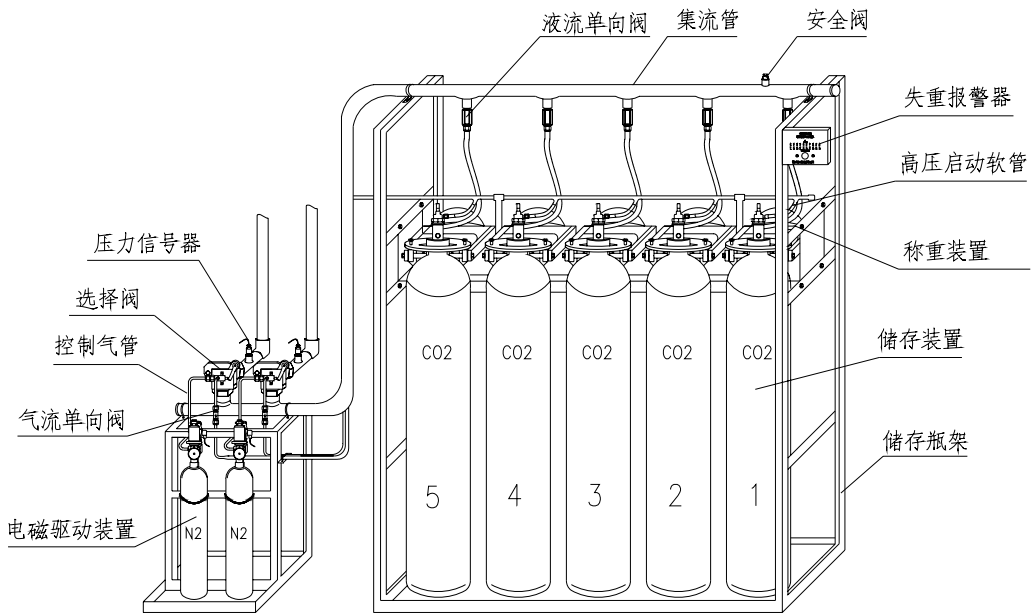 液流单向阀
集流管
安全阀
失重报警器
高压启动软管
称重装置
压力信号器
选择阀
控制气管
气流单向阀
电磁驱动装置
储存装置
储存瓶架
CO2
CO2
CO2
CO2
CO2
5
4
3
2
1
N2
N2